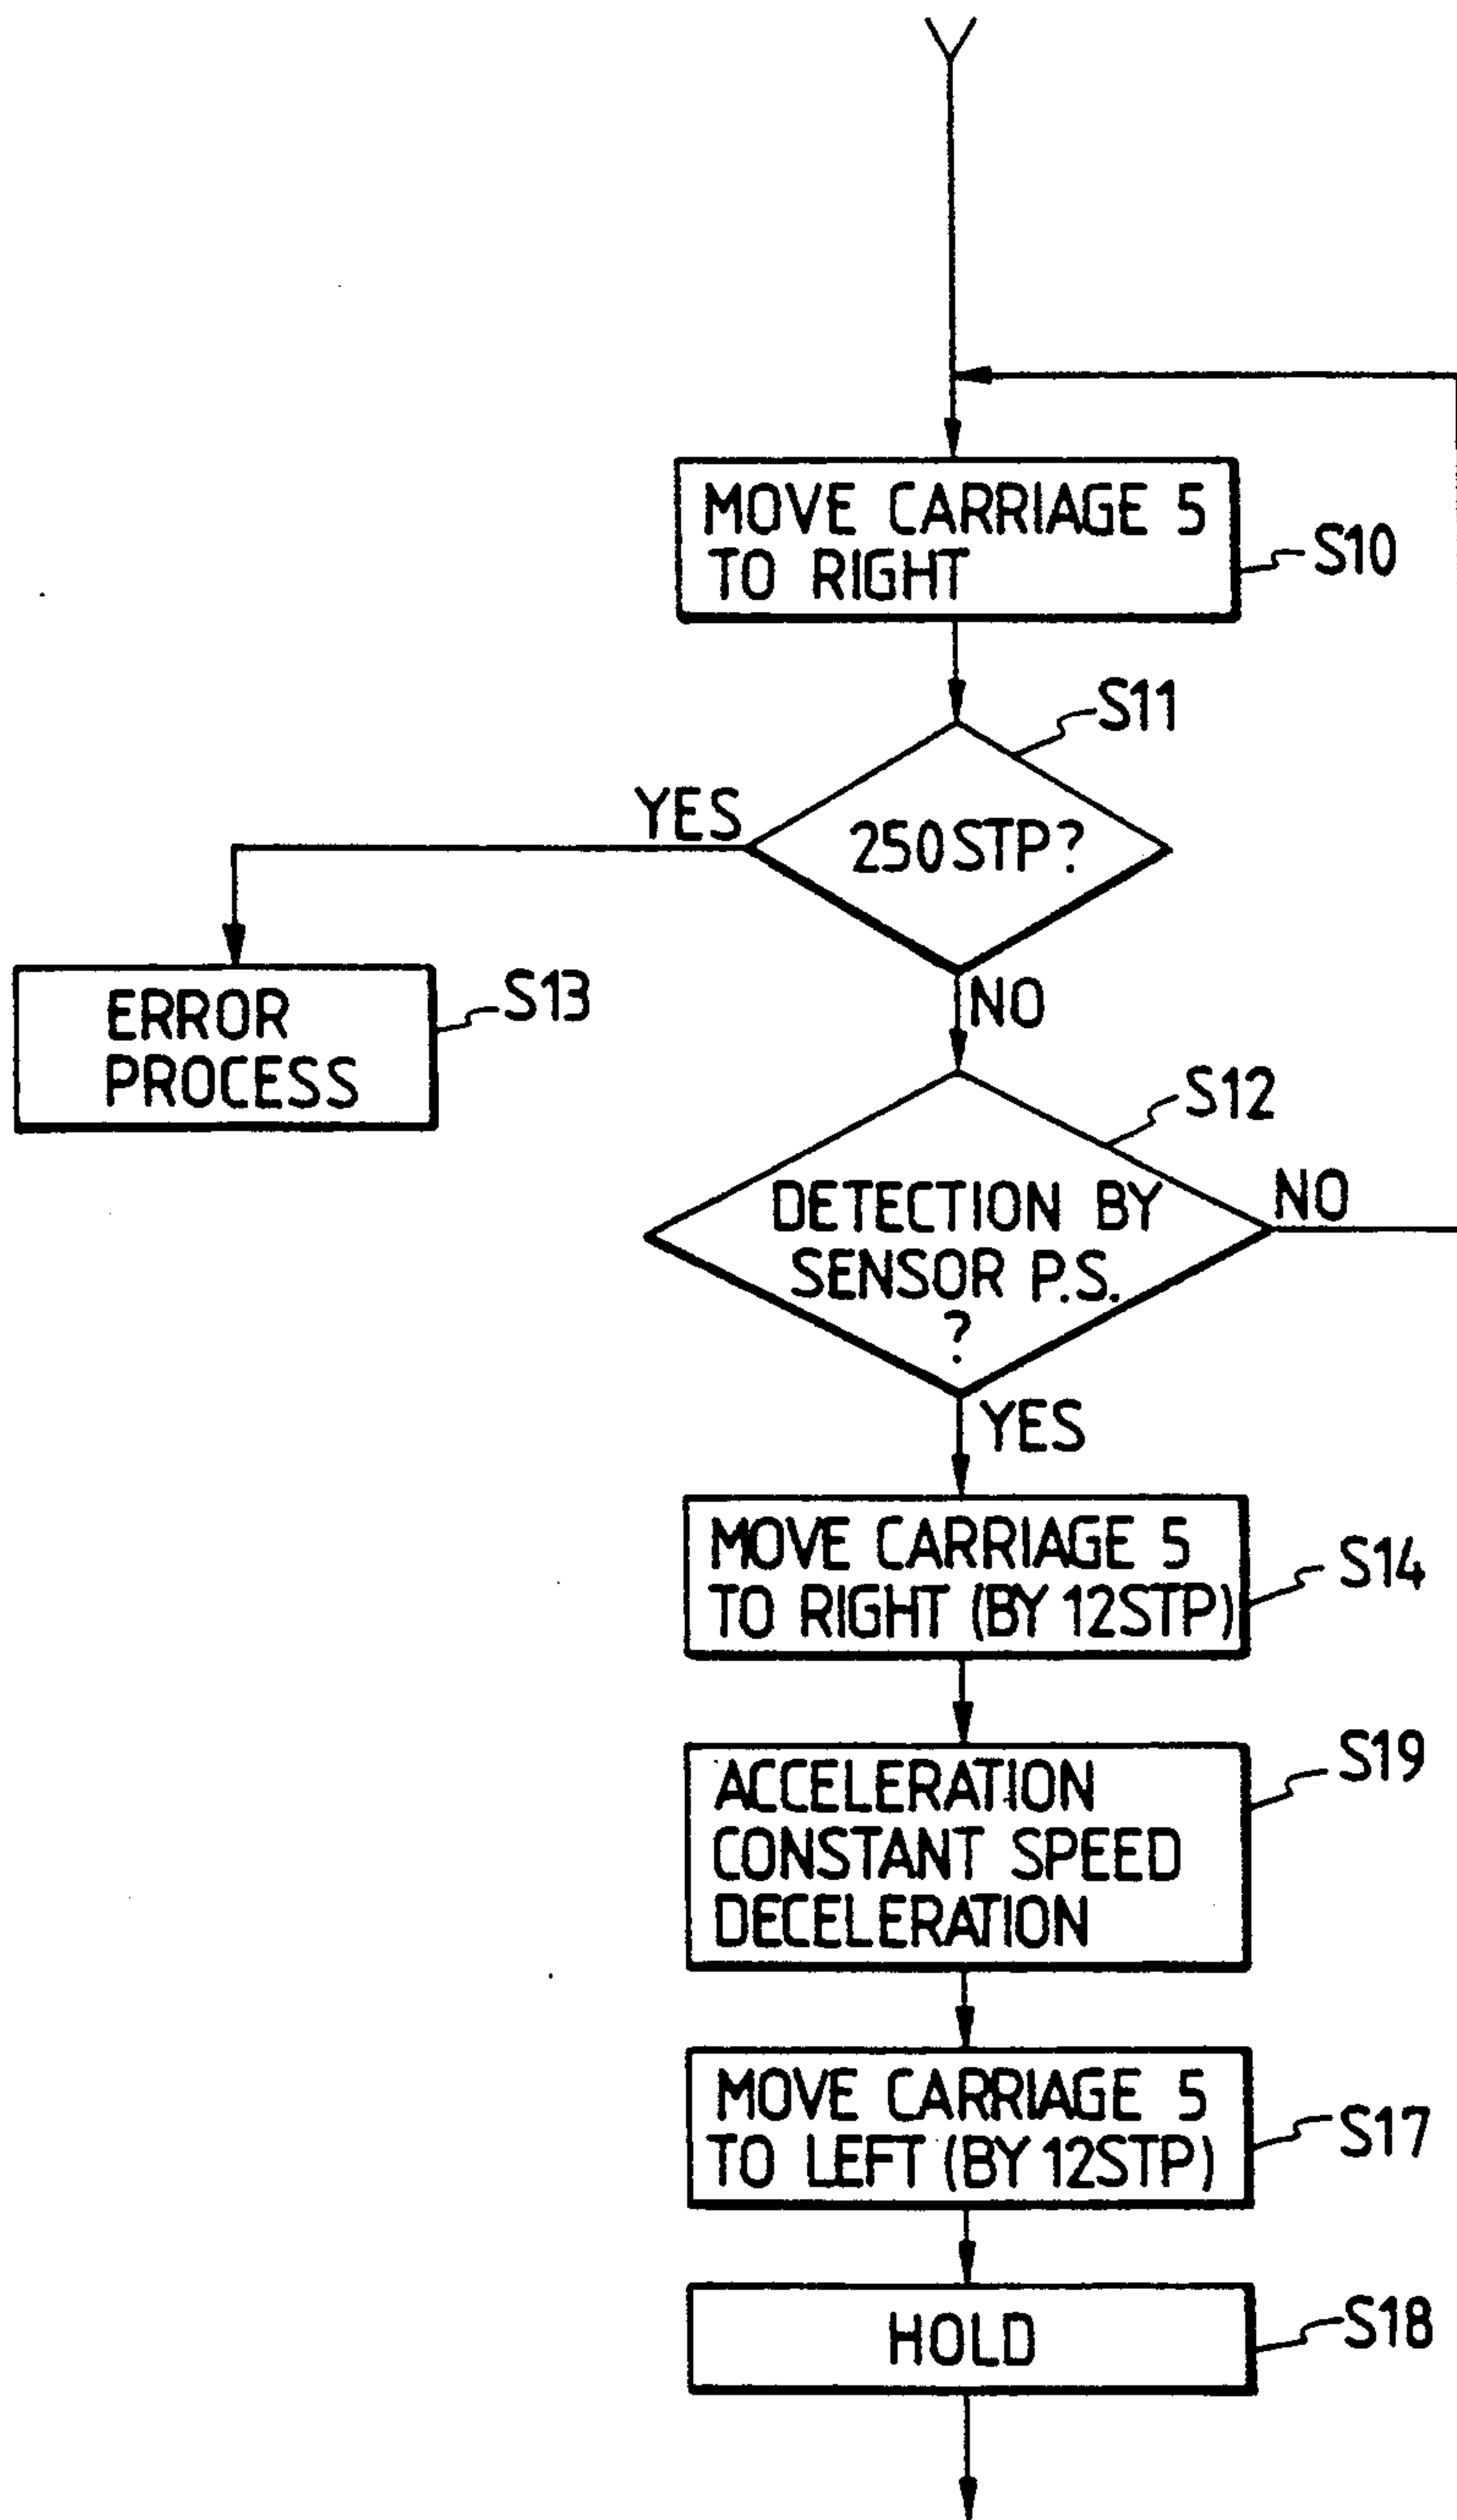 MOVE CARRIAGE 5
TO RIGHT
S10
S11
YES
250STP?
NO
ERROR
PROCESS
S13
S12
DETECTION BY
SENSOR P.S.
?
NO
YES
MOVE CARRIAGE 5
TO RIGHT (BY 12STP)
S14
ACCELERATION
CONSTANT SPEED
DECELERATION
S19
MOVE CARRIAGE 5
TO LEFT (BY 12STP)
S17
HOLD
S18